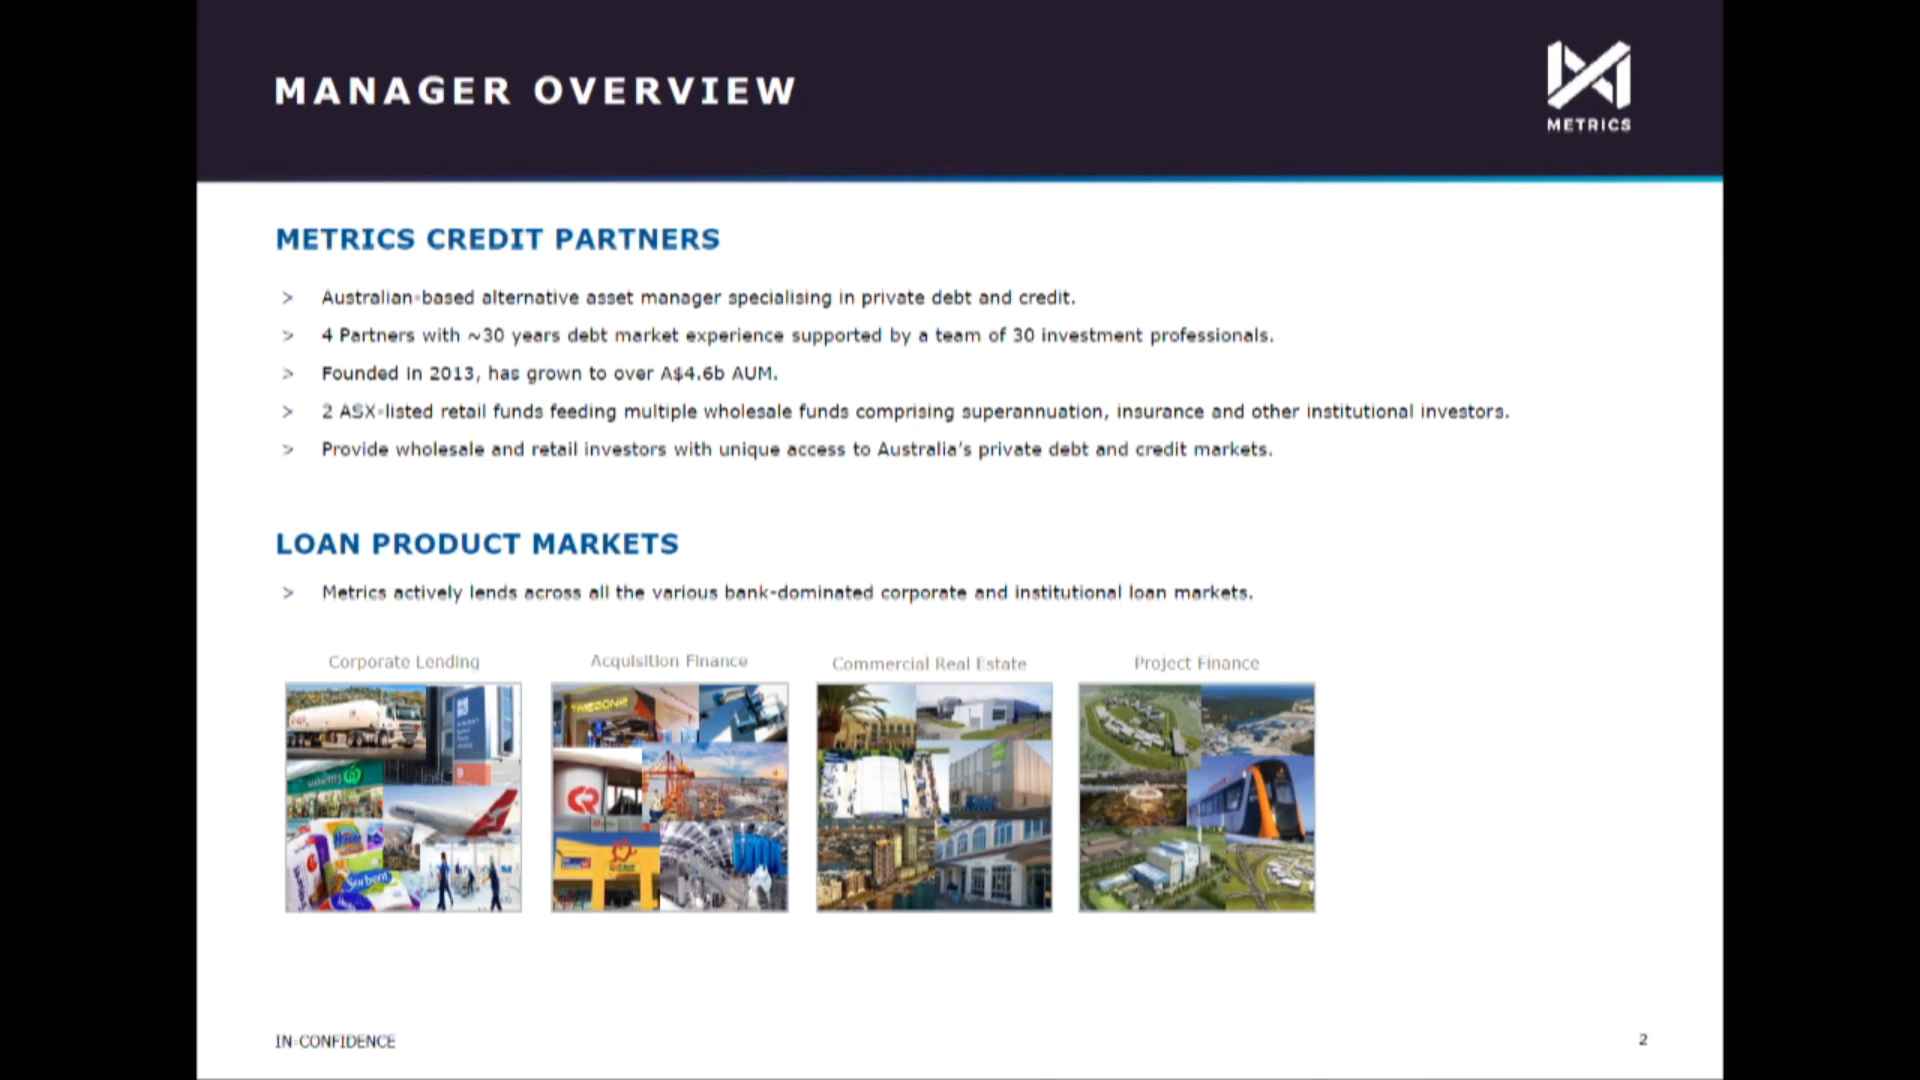 MANAGER OVERVIEW
METRICS
METRICS CREDIT PARTNERS
> Australian-based alternative asset manager specialising in private debt and credit.
> 4 Partners with ~30 years debt market experience supported by a team of 30 investment professionals.
> Founded in 2013, has grown to over A$4.6b AUM.
> 2 ASX-listed retail funds feeding multiple wholesale funds comprising superannuation, insurance and other institutional investors.
> Provide wholesale and retail investors with unique access to Australia's private debt and credit markets.
LOAN PRODUCT MARKETS
> Metrics actively lends across all the various bank-dominated corporate and institutional loan markets.
Corporate Lending Acquisition Finance Commercial Real Estate Project Finance
TIMEZONE
CR
Sorbent
IN-CONFIDENCE 2